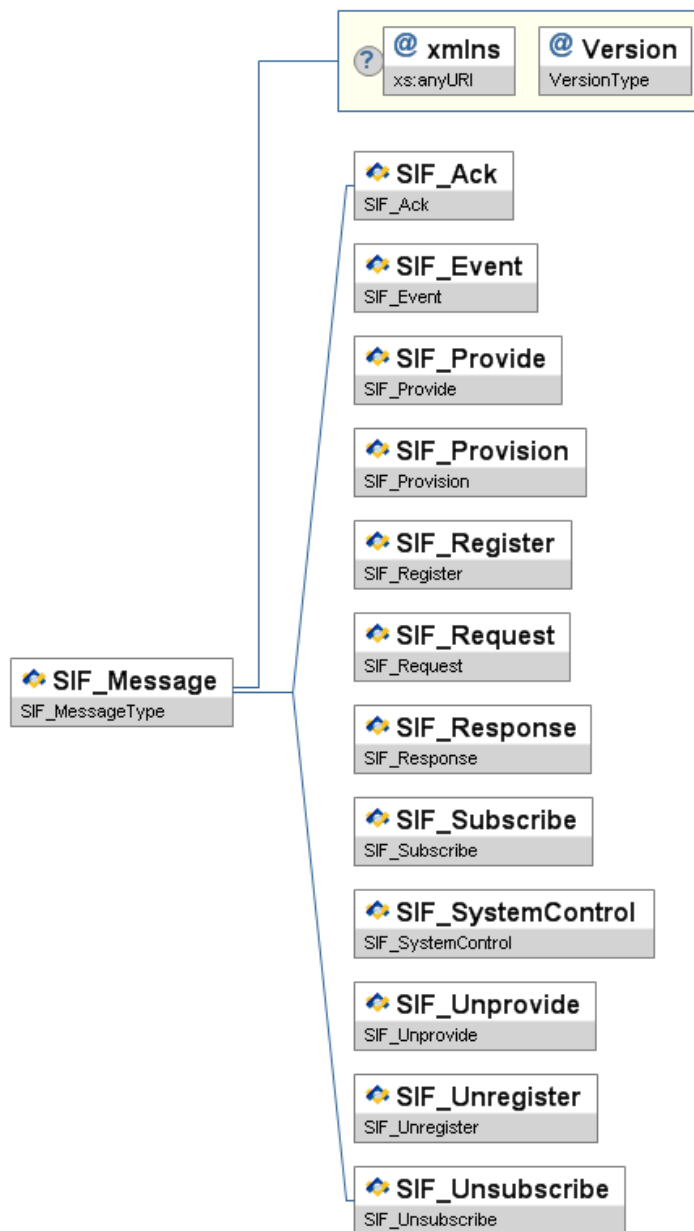 ? @ xmlns @ Version
xs:anyURI VersionType
SIF_Ack
SIF_Ack
SIF_Event
SIF_Event
SIF_Provide
SIF_Provide
SIF_Provision
SIF_Provision
SIF_Register
SIF_Register
SIF_Request
SIF_Request
SIF_Message
SIF_MessageType
SIF_Response
SIF_Response
SIF_Subscribe
SIF_Subscribe
SIF_SystemControl
SIF_SystemControl
SIF_Unprovide
SIF_Unprovide
SIF_Unregister
SIF_Unregister
SIF_Unsubscribe
SIF_Unsubscribe